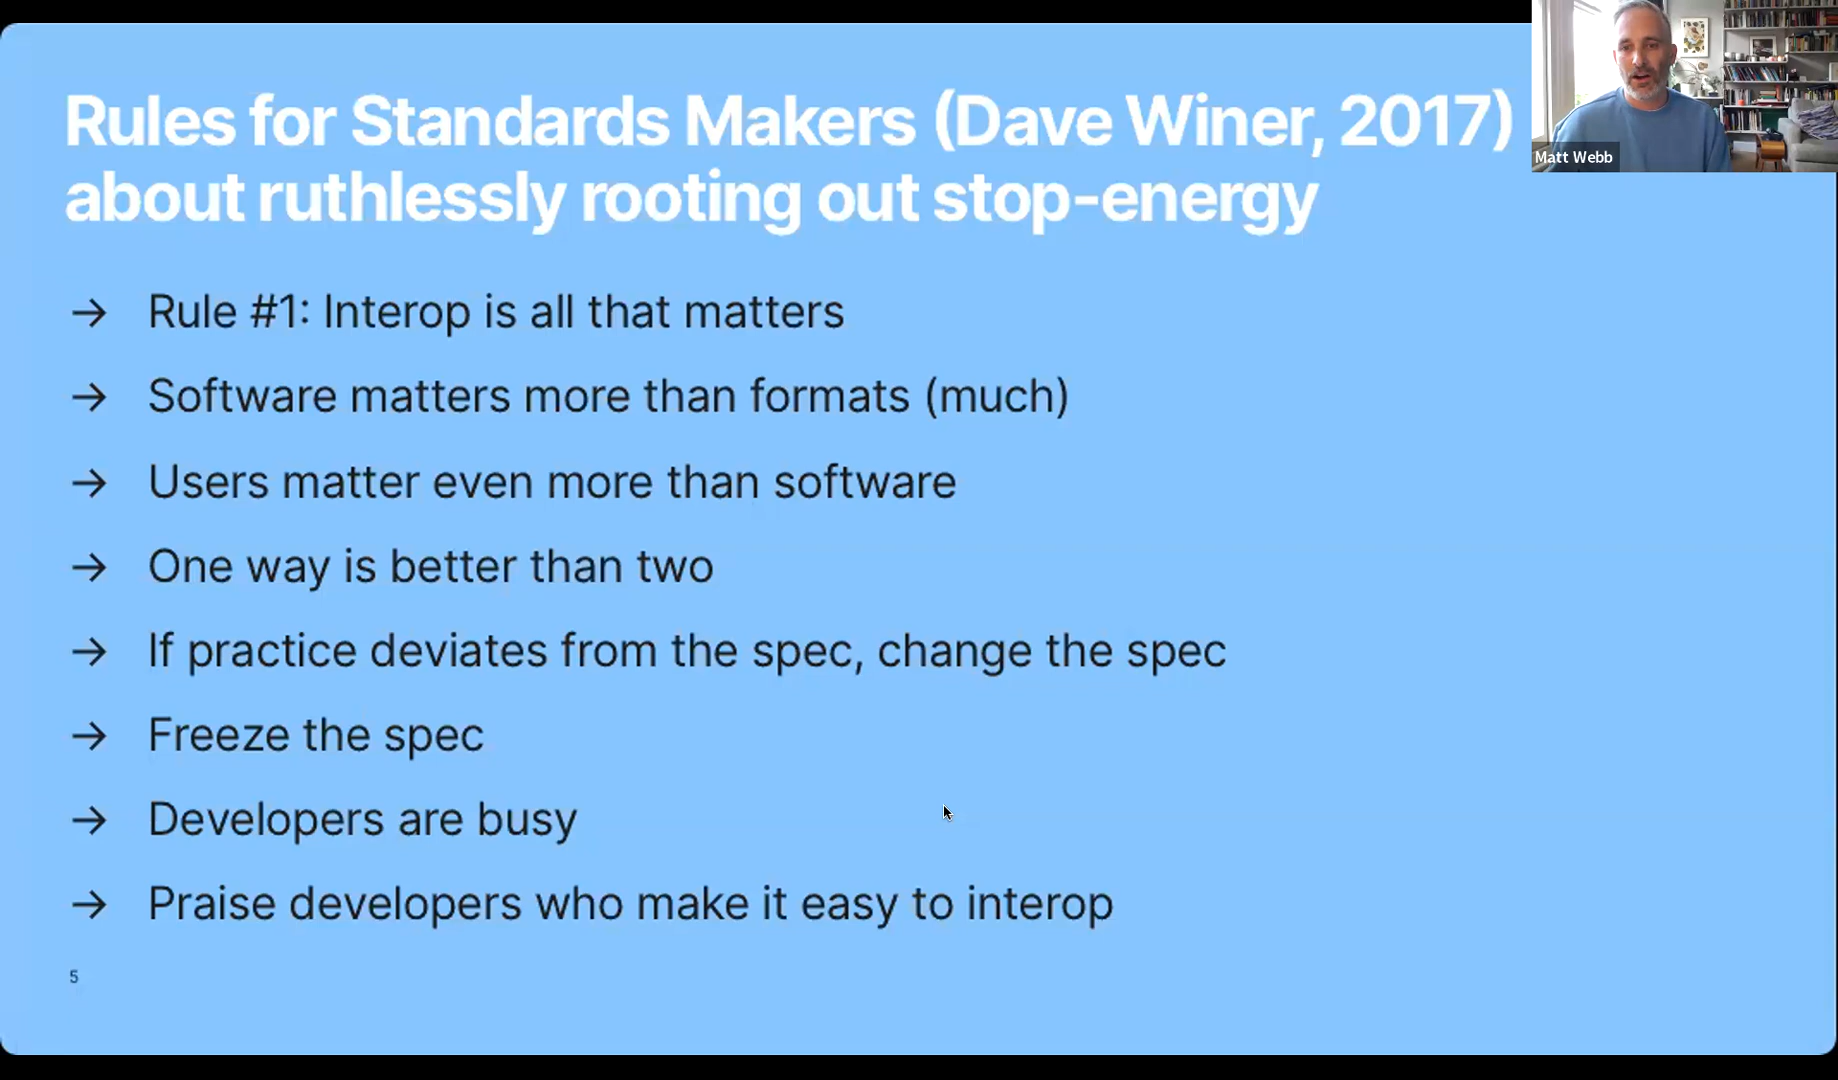 Rules for Standards Makers (Dave Winer, 2017)
about ruthlessly rooting out stop-energy
→ Rule #1: Interop is all that matters
→ Software matters more than formats (much)
→ Users matter even more than software
→ One way is better than two
→ If practice deviates from the spec, change the spec
→ Freeze the spec
→ Developers are busy
→ Praise developers who make it easy to interop
5
Matt Webb